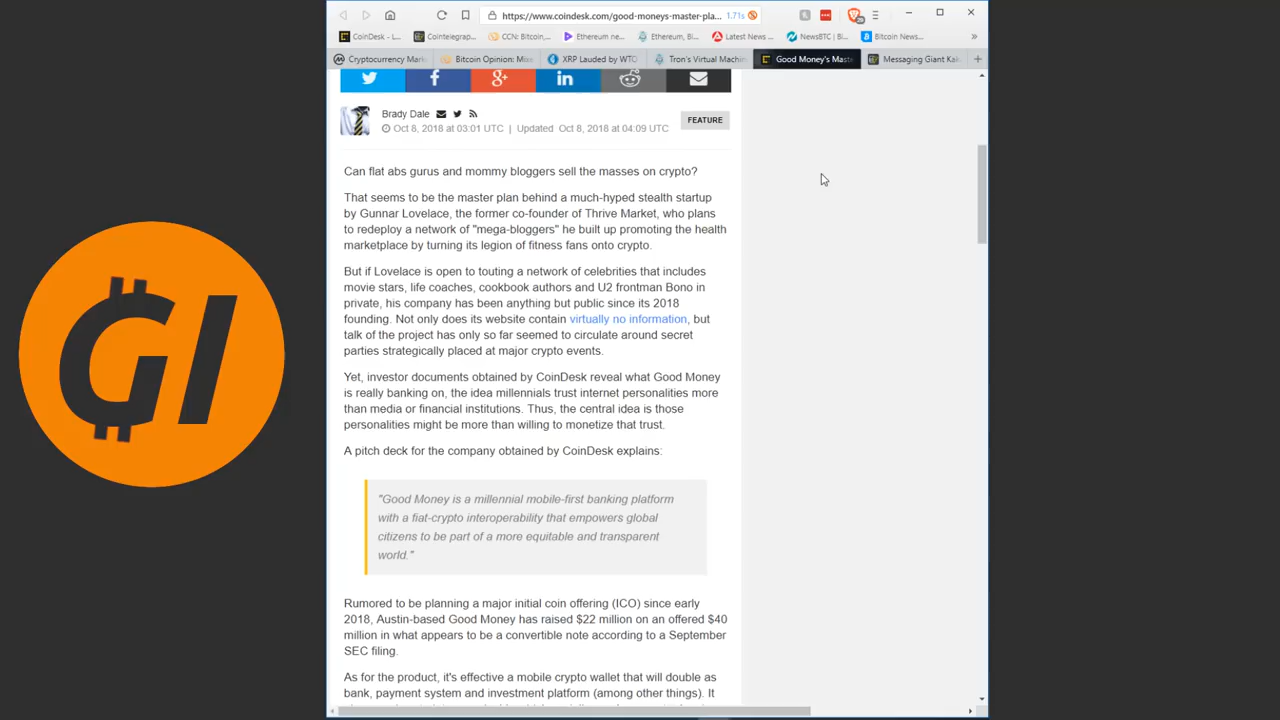 https://www.coindesk.com/good-moneys-master-pla... 1.71s 20
CoinDesk - L... Cointelegrap... CCN: Bitcoin,... Ethereum ne... Ethereum, Bi... Latest News ... NewsBTC | Bi... Bitcoin News...
Cryptocurrency Mark Bitcoin Opinion: Mixe XRP Lauded by WTO Tron's Virtual Machin Good Money's Maste Messaging Giant Kak
Brady Dale
Oct 8, 2018 at 03:01 UTC | Updated Oct 8, 2018 at 04:09 UTC
FEATURE
Can flat abs gurus and mommy bloggers sell the masses on crypto?
That seems to be the master plan behind a much-hyped stealth startup
by Gunnar Lovelace, the former co-founder of Thrive Market, who plans
to redeploy a network of "mega-bloggers" he built up promoting the health
marketplace by turning its legion of fitness fans onto crypto.
But if Lovelace is open to touting a network of celebrities that includes
movie stars, life coaches, cookbook authors and U2 frontman Bono in
private, his company has been anything but public since its 2018
founding. Not only does its website contain virtually no information, but
talk of the project has only so far seemed to circulate around secret
parties strategically placed at major crypto events.
Yet, investor documents obtained by CoinDesk reveal what Good Money
is really banking on, the idea millennials trust internet personalities more
than media or financial institutions. Thus, the central idea is those
personalities might be more than willing to monetize that trust.
A pitch deck for the company obtained by CoinDesk explains:
"Good Money is a millennial mobile-first banking platform
with a fiat-crypto interoperability that empowers global
citizens to be part of a more equitable and transparent
world."
Rumored to be planning a major initial coin offering (ICO) since early
2018, Austin-based Good Money has raised $22 million on an offered $40
million in what appears to be a convertible note according to a September
SEC filing.
As for the product, it's effective a mobile crypto wallet that will double as
bank, payment system and investment platform (among other things). It
GI